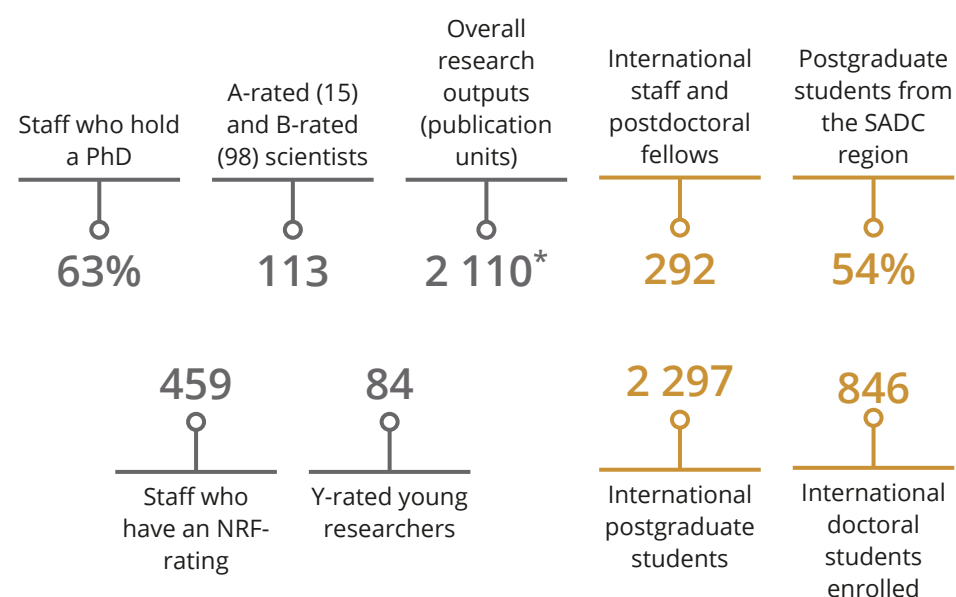 Staff who hold
a PhD
63%
A-rated (15)
and B-rated
(98) scientists
113
Overall
research
outputs
(publication
units)
2 110*
International
staff and
postdoctoral
fellows
292
Postgraduate
students from
the SADC
region
54%
459
Staff who
have an NRF-
rating
84
Y-rated young
researchers
2 297
International
postgraduate
students
846
International
doctoral
students
enrolled